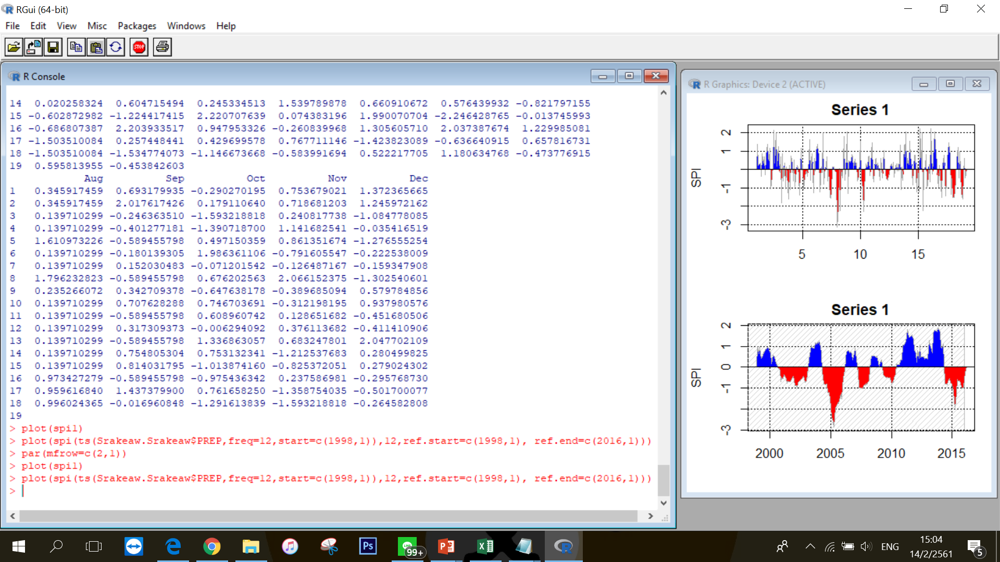 RGui (64-bit)
File Edit View Misc Packages Windows Help
STOP
R Console
14 0.020258324 0.604715494 0.245334513 1.539789878 0.660910672 0.576439932 -0.821797155
15 -0.602872982 -1.224417415 2.220707639 0.074383196 1.990070704 -2.246428765 -0.013745993
16 -0.686807387 2.203933517 0.947953326 -0.260839968 1.305605710 2.037387674 1.229985081
17 -1.503510084 0.257448441 0.429699578 0.767711146 -1.423823089 -0.636640915 0.657816731
18 -1.503510084 -1.534774073 -1.146673668 -0.583991694 0.522217705 1.180634768 -0.473776915
19 0.595813955 -0.453842603
Aug Sep Oct Nov Dec
1 0.345917459 0.693179935 -0.290270195 0.753679021 1.372365665
2 0.345917459 2.017617426 0.179110640 0.718681203 1.245972162
3 0.139710299 -0.246363510 -1.593218818 0.240817738 -1.084778085
4 0.139710299 -0.401277181 -1.390718700 1.141682541 -0.035416519
5 1.610973226 -0.589455798 0.497150359 0.861351674 -1.276555254
6 0.139710299 -0.180139305 1.986361106 -0.791605547 -0.222538009
7 0.139710299 0.152030483 -0.071201542 -0.126487167 -0.159347908
8 1.796232823 -0.589455798 0.676202563 2.066152375 -1.302540601
9 0.235266072 0.342709378 -0.647638178 -0.389685094 0.579784856
10 0.139710299 0.707628288 0.746703691 -0.312198195 0.937980576
11 0.139710299 -0.589455798 0.608960742 0.128651682 -0.451680506
12 0.139710299 0.317309373 -0.006294092 0.376113682 -0.411410906
13 0.139710299 -0.589455798 1.336863057 0.683247801 2.047702109
14 0.139710299 0.754805304 0.753132341 -1.212537683 0.280499825
15 0.139710299 0.814031795 -1.013874160 -0.825372051 0.279024302
16 0.973427279 -0.589455798 -0.975436342 0.237586981 -0.295768730
17 0.959616840 1.437379900 0.761658250 -1.358754035 -0.501700077
18 0.996024365 -0.016960848 -1.291613839 -1.593218818 -0.264582808
19
> plot(spi1)
> plot(spi(ts(Srakeaw.Srakeaw$PREP,freq=12,start=c(1998,1)),12,ref.start=c(1998,1), ref.end=c(2016,1)))
> par(mfrow=c(2,1))
> plot(spi1)
> plot(spi(ts(Srakeaw.Srakeaw$PREP,freq=12,start=c(1998,1)),12,ref.start=c(1998,1), ref.end=c(2016,1)))
>
R Graphics: Device 2 (ACTIVE)
Series 1
SPI
2
1
-1
-3
5 10 15
Series 1
SPI
2
1
0
-1
-3
2000 2005 2010 2015
Ps
LINE
99+
ENG
15:04
14/2/2561
5